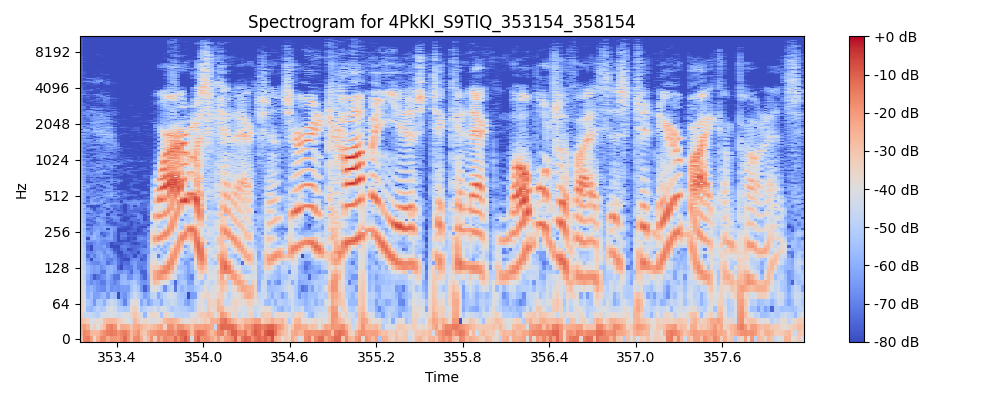 Spectrogram for 4PkKI_S9TIQ_353154_358154
8192
4096
2048
1024
512
256
128
64
0
Hz
353.4
354.0
354.6
355.2
355.8
356.4
357.0
357.6
Time
+0 dB
-10 dB
-20 dB
-30 dB
-40 dB
-50 dB
-60 dB
-70 dB
-80 dB